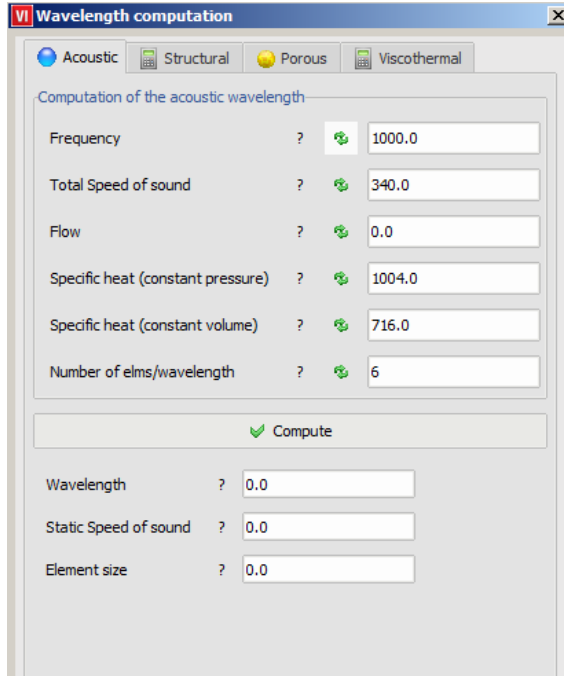 VI Wavelength computation
Acoustic Structural Porous Viscothermal
Computation of the acoustic wavelength
Frequency ? 1000.0
Total Speed of sound ? 340.0
Flow ? 0.0
Specific heat (constant pressure) ? 1004.0
Specific heat (constant volume) ? 716.0
Number of elms/wavelength ? 6
Compute
Wavelength ? 0.0
Static Speed of sound ? 0.0
Element size ? 0.0